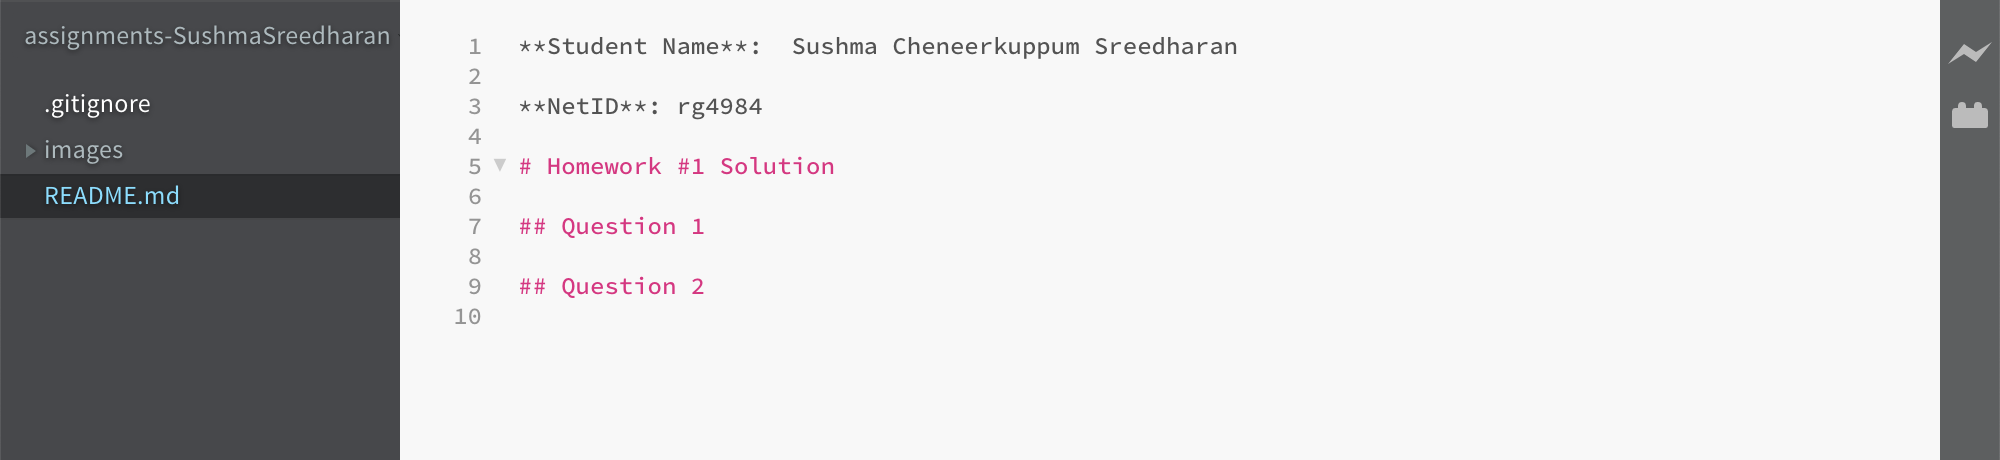 assignments-SushmaSreedharan
.gitignore
images
README.md
1 **Student Name**:  Sushma Cheneerkuppum Sreedharan
2
3 **NetID**: rg4984
4
5 # Homework #1 Solution
6
7 ## Question 1
8
9 ## Question 2
10